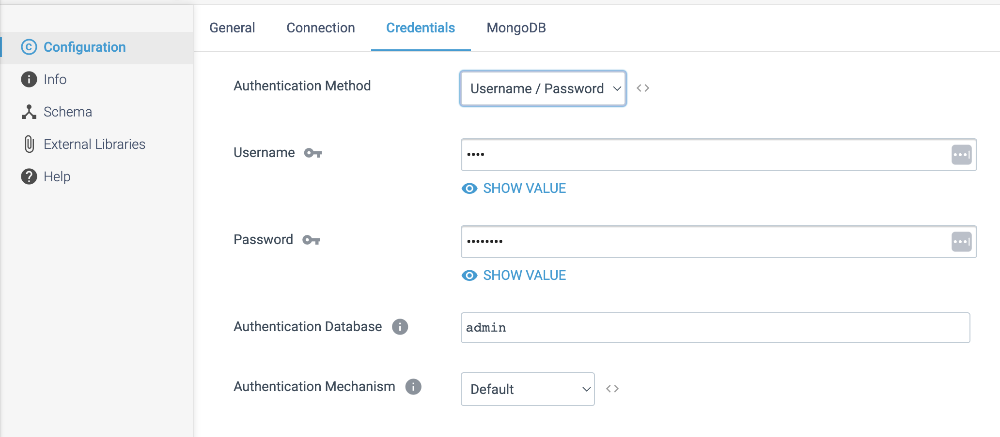 General Connection Credentials MongoDB
Configuration
Info
Schema
External Libraries
Help
Authentication Method Username / Password
Username ••••
SHOW VALUE
Password ••••••••
SHOW VALUE
Authentication Database admin
Authentication Mechanism Default